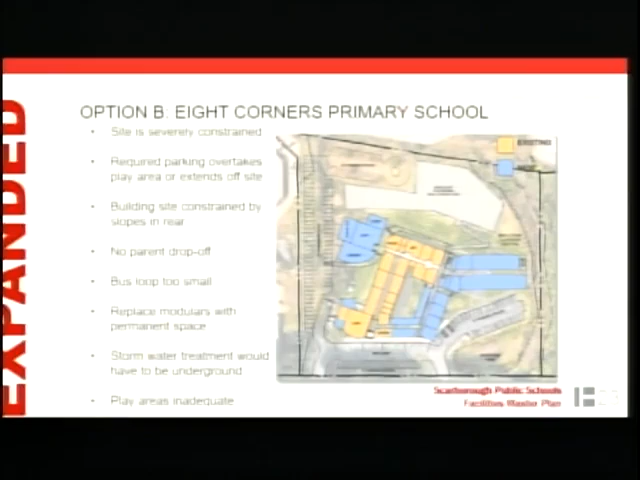 EXPANDED
OPTION B: EIGHT CORNERS PRIMARY SCHOOL
• Site is severely constrained
• Required parking overtakes
play area or extends off site
• Building site constrained by
slopes in rear
• No parent drop-off
• Bus loop too small
• Replace modulars with
permanent space
• Storm water treatment would
have to be underground
• Play areas inadequate
EXISTING
Scarborough Public Schools
Facilities Master Plan